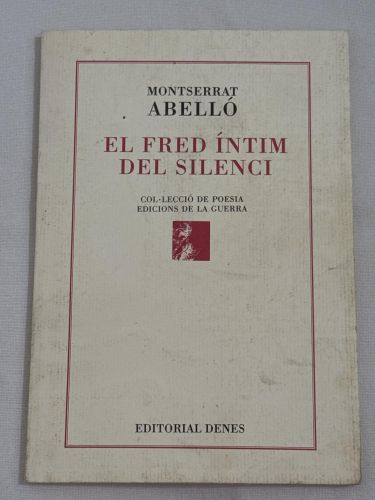 MONTSERRAT
ABELLÓ
EL FRED ÍNTIM
DEL SILENCI
COL·LECCIÓ DE POESIA
EDICIONS DE LA GUERRA
EDITORIAL DENES